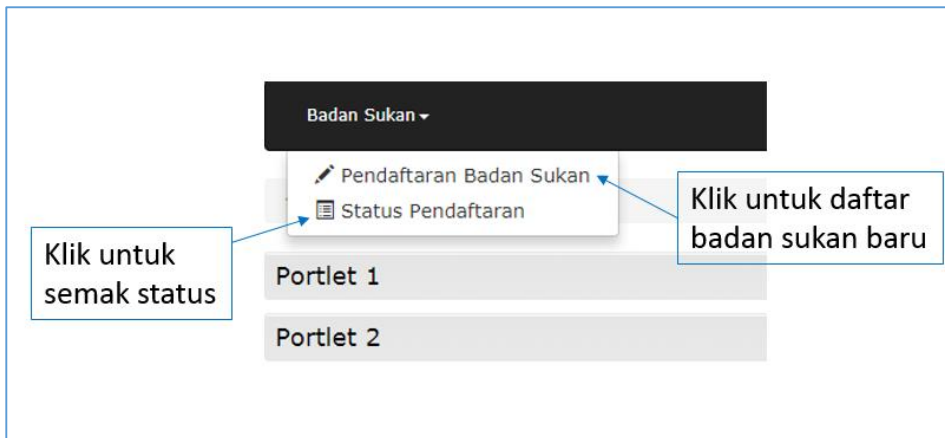 Badan Sukan
Pendaftaran Badan Sukan
Status Pendaftaran
Klik untuk daftar
badan sukan baru
Klik untuk
semak status
Portlet 1
Portlet 2